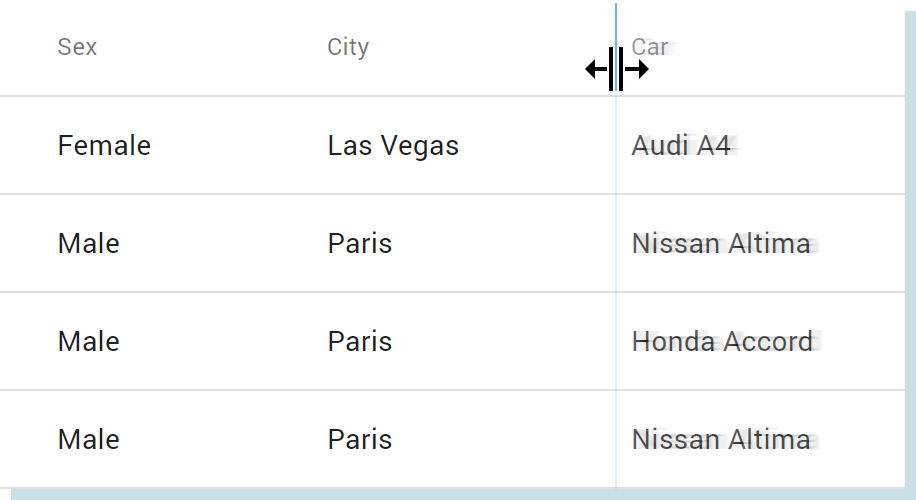 Sex City Car
Female Las Vegas Audi A4
Male Paris Nissan Altima
Male Paris Honda Accord
Male Paris Nissan Altima